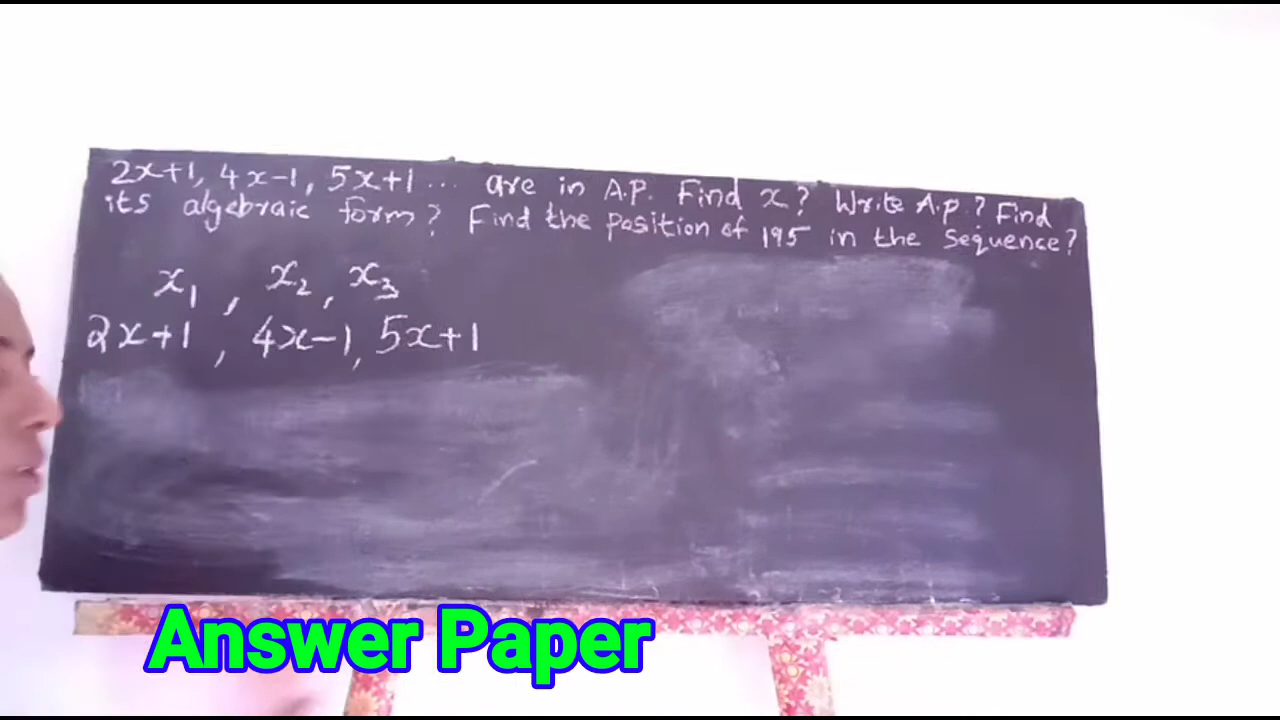 2x+1, 4x-1, 5x+1 ... are in A.P. Find x? Write A.p.? Find
its algebraic form? Find the position of 195 in the sequence?
x₁, x₂, x₃
2x+1, 4x-1, 5x+1
Answer Paper